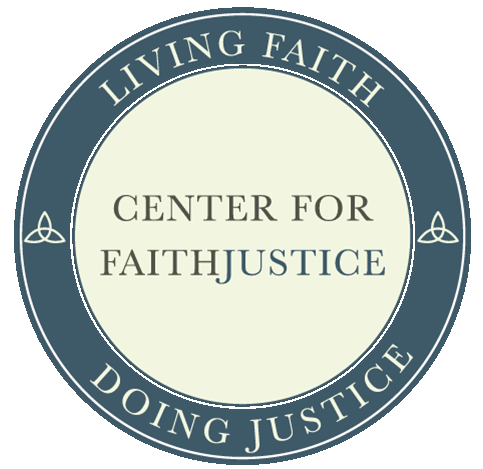 LIVING FAITH
CENTER FOR
FAITHJUSTICE
DOING JUSTICE